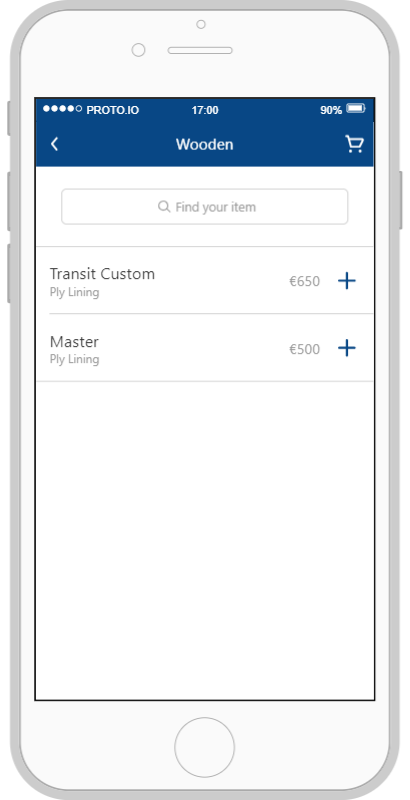 PROTO.IO 17:00 90%
Wooden
Find your item
Transit Custom
Ply Lining
€650
Master
Ply Lining
€500